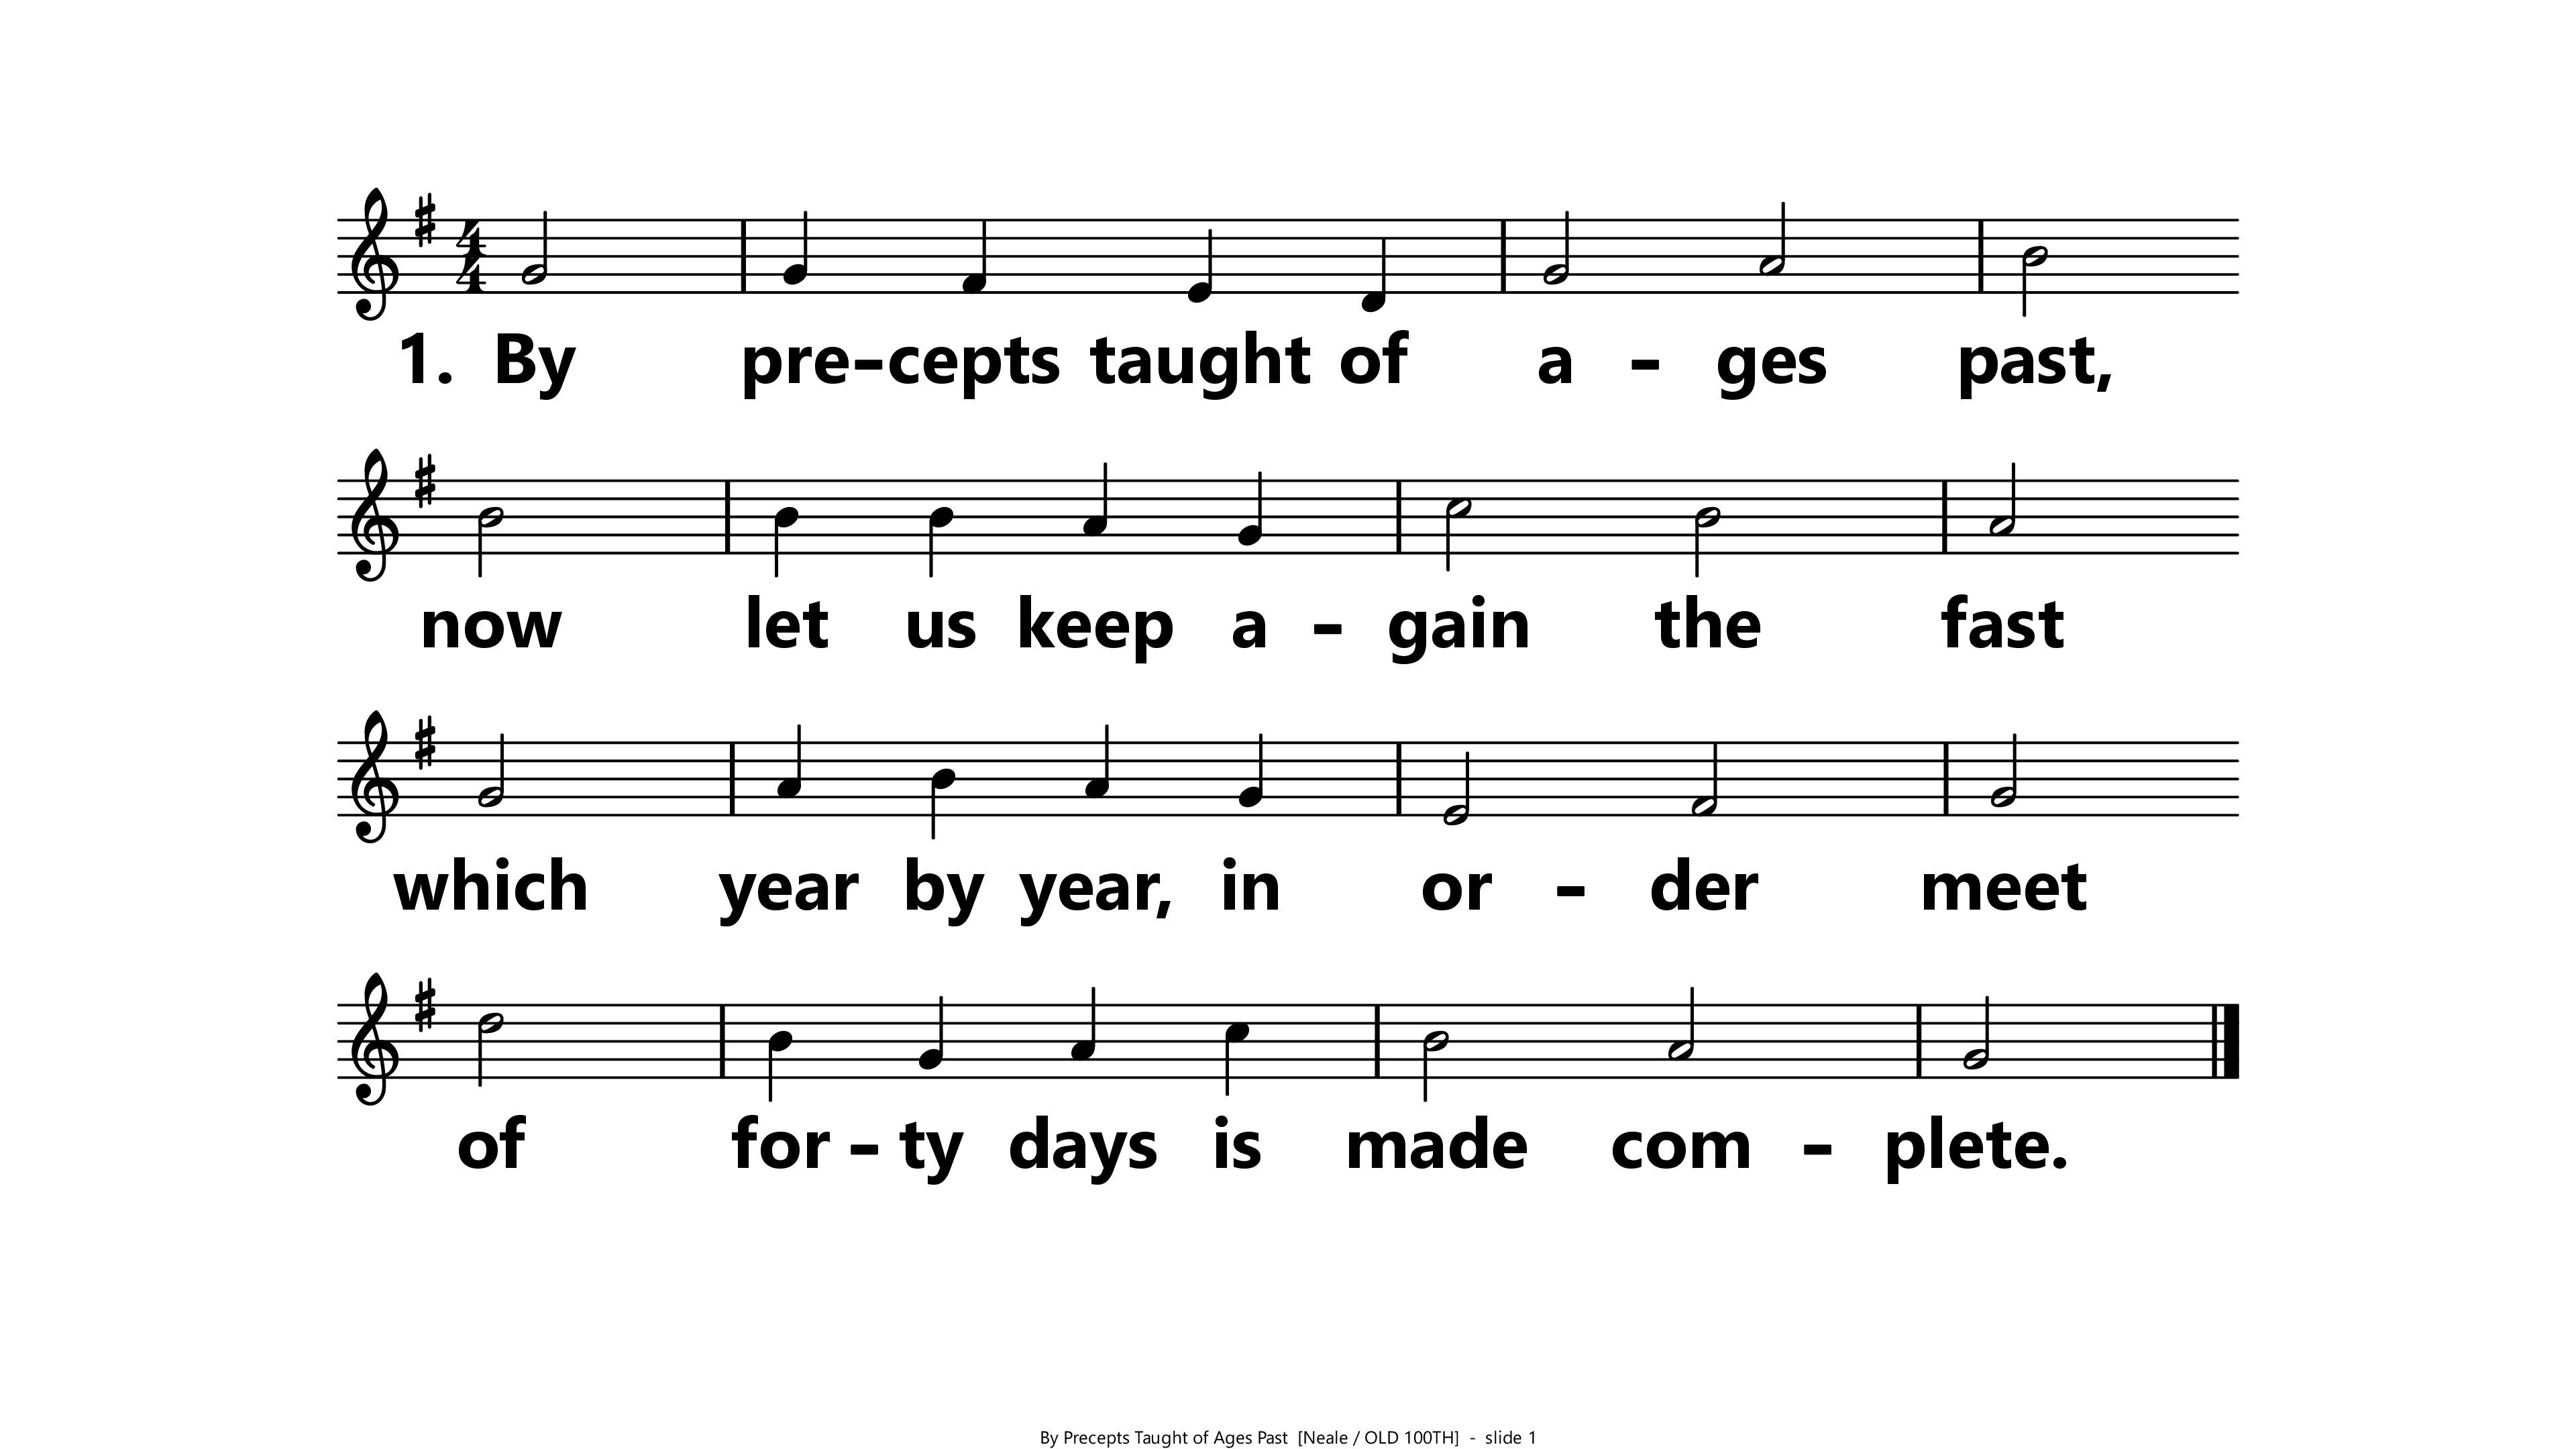 1. By pre-cepts taught of a - ges past,
now let us keep a - gain the fast
which year by year, in or - der meet
of for - ty days is made com - plete.
By Precepts Taught of Ages Past [Neale / OLD 100TH] - slide 1